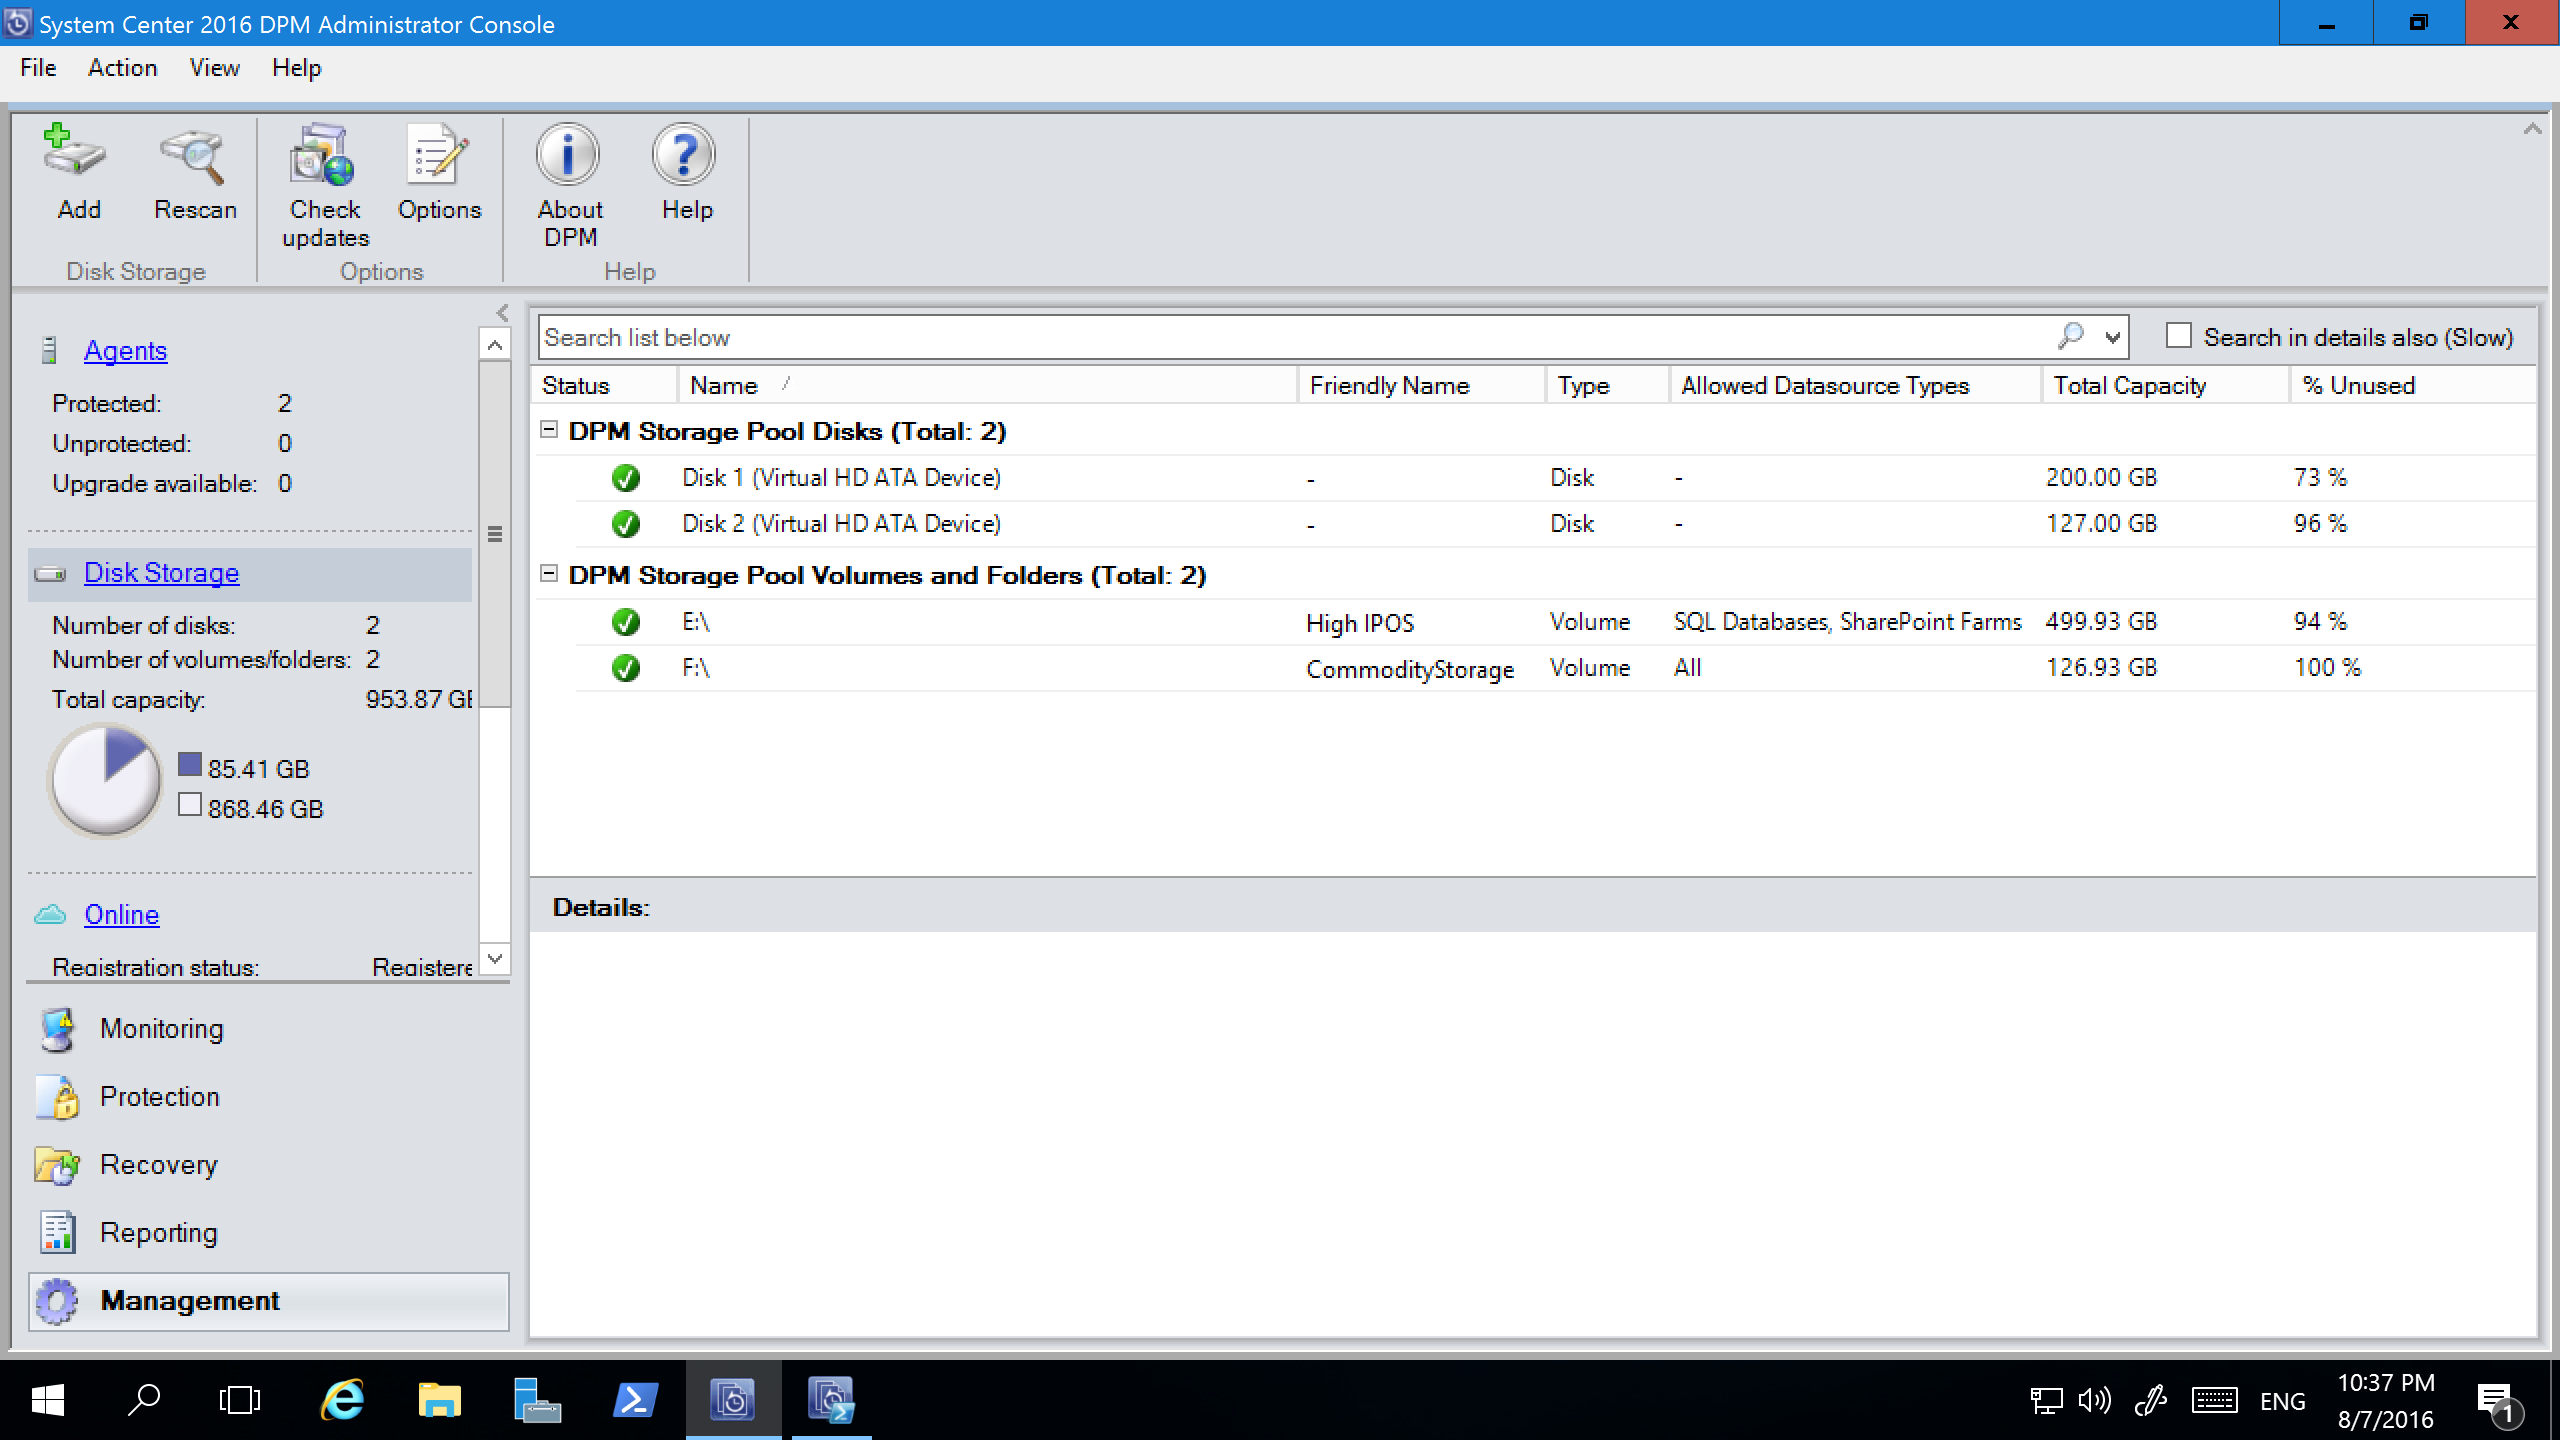 System Center 2016 DPM Administrator Console
File Action View Help
Add Rescan Check updates Options About DPM Help
Disk Storage Options Help
Agents
Protected: 2
Unprotected: 0
Upgrade available: 0
Disk Storage
Number of disks: 2
Number of volumes/folders: 2
Total capacity: 953.87 GB
85.41 GB
868.46 GB
Online
Registration status: Registere
Monitoring
Protection
Recovery
Reporting
Management
Search list below Search in details also (Slow)
Status Name Friendly Name Type Allowed Datasource Types Total Capacity % Unused
DPM Storage Pool Disks (Total: 2)
Disk 1 (Virtual HD ATA Device) - Disk - 200.00 GB 73 %
Disk 2 (Virtual HD ATA Device) - Disk - 127.00 GB 96 %
DPM Storage Pool Volumes and Folders (Total: 2)
E:\ High IPOS Volume SQL Databases, SharePoint Farms 499.93 GB 94 %
F:\ CommodityStorage Volume All 126.93 GB 100 %
Details:
ENG
10:37 PM
8/7/2016
1